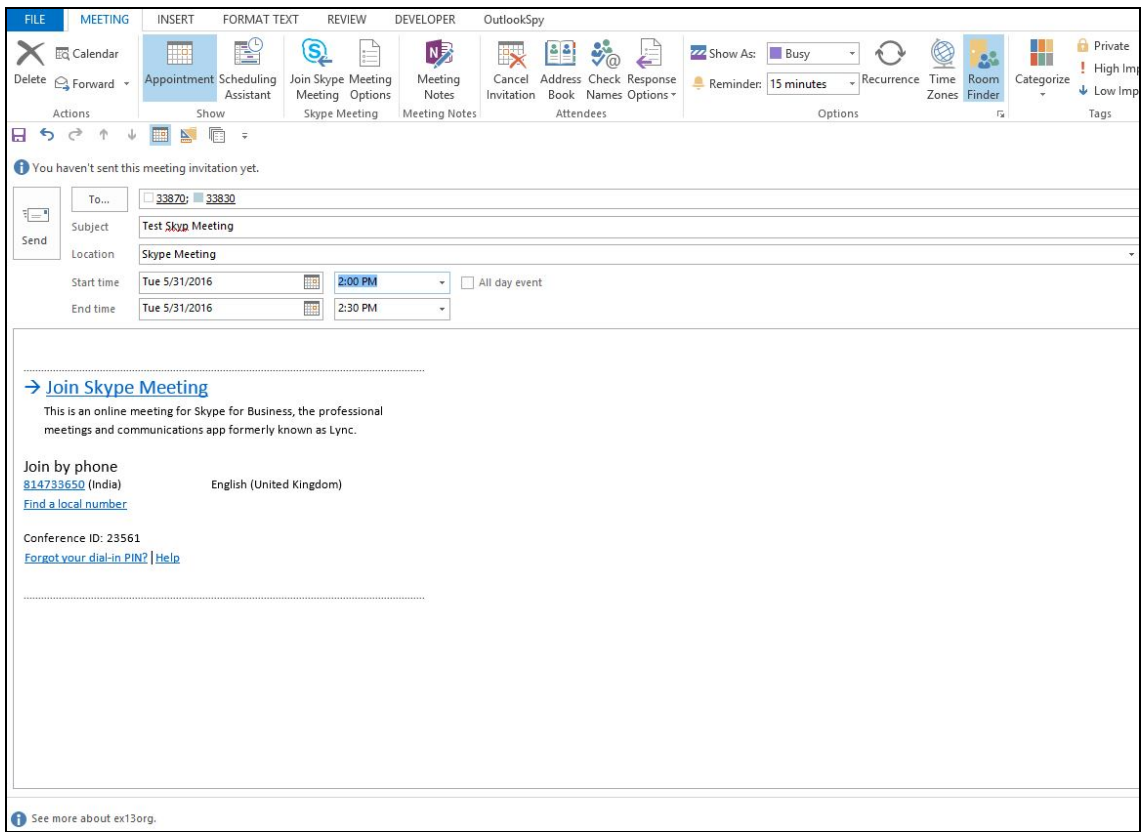 FILE MEETING INSERT FORMAT TEXT REVIEW DEVELOPER OutlookSpy
Delete
Calendar
Forward
Actions
Appointment
Scheduling Assistant
Show
Join Skype Meeting
Meeting Options
Skype Meeting
Meeting Notes
Meeting Notes
Cancel Invitation
Address Book
Check Names
Response Options
Attendees
Show As: Busy
Reminder: 15 minutes
Recurrence
Time Zones
Room Finder
Options
Categorize
Private
High Imp
Low Imp
Tags
You haven't sent this meeting invitation yet.
Send
To... 33870; 33830
Subject Test Skyp Meeting
Location Skype Meeting
Start time Tue 5/31/2016 2:00 PM All day event
End time Tue 5/31/2016 2:30 PM
→ Join Skype Meeting
This is an online meeting for Skype for Business, the professional
meetings and communications app formerly known as Lync.
Join by phone
814733650 (India) English (United Kingdom)
Find a local number
Conference ID: 23561
Forgot your dial-in PIN? | Help
See more about ex13org.